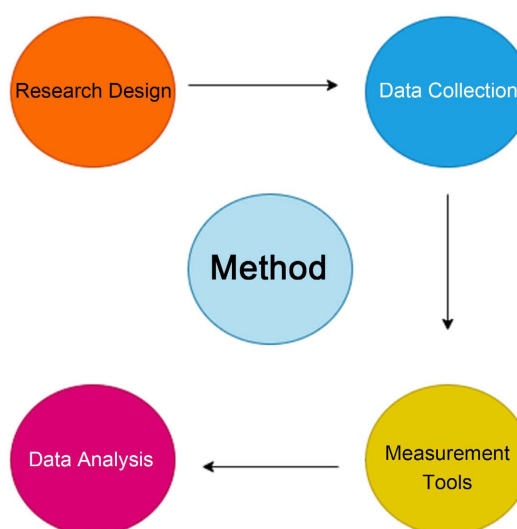 Research Design
Data Collection
Method
Data Analysis
Measurement
Tools